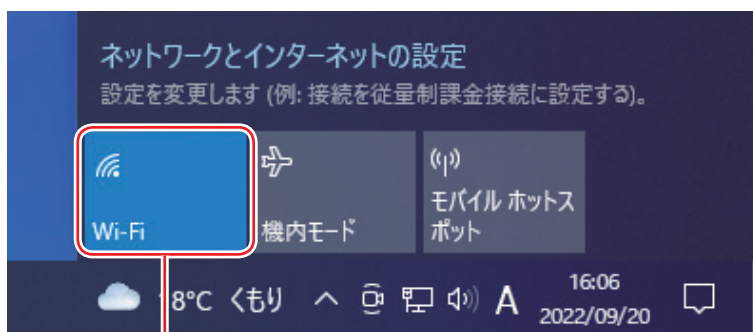 ネットワークとインターネットの設定
設定を変更します (例: 接続を従量制課金接続に設定する)。
Wi-Fi
機内モード
モバイル ホットス
ポット
8°C くもり
A
16:06
2022/09/20